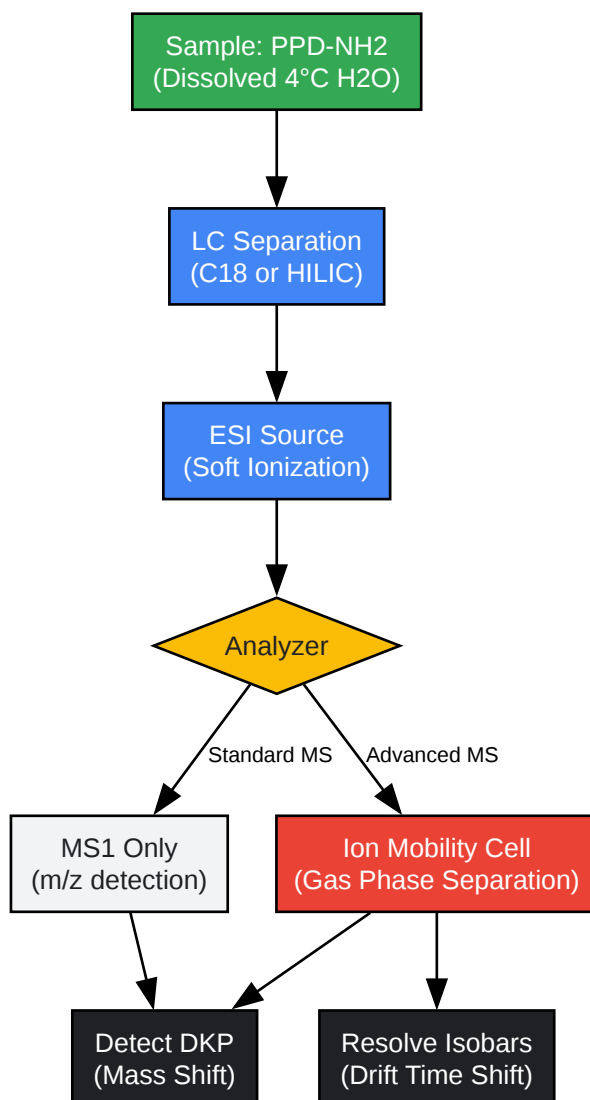 Sample: PPD-NH2
(Dissolved 4°C H2O)
LC Separation
(C18 or HILIC)
ESI Source
(Soft Ionization)
Analyzer
Standard MS
Advanced MS
MS1 Only
(m/z detection)
Ion Mobility Cell
(Gas Phase Separation)
Detect DKP
(Mass Shift)
Resolve Isobars
(Drift Time Shift)